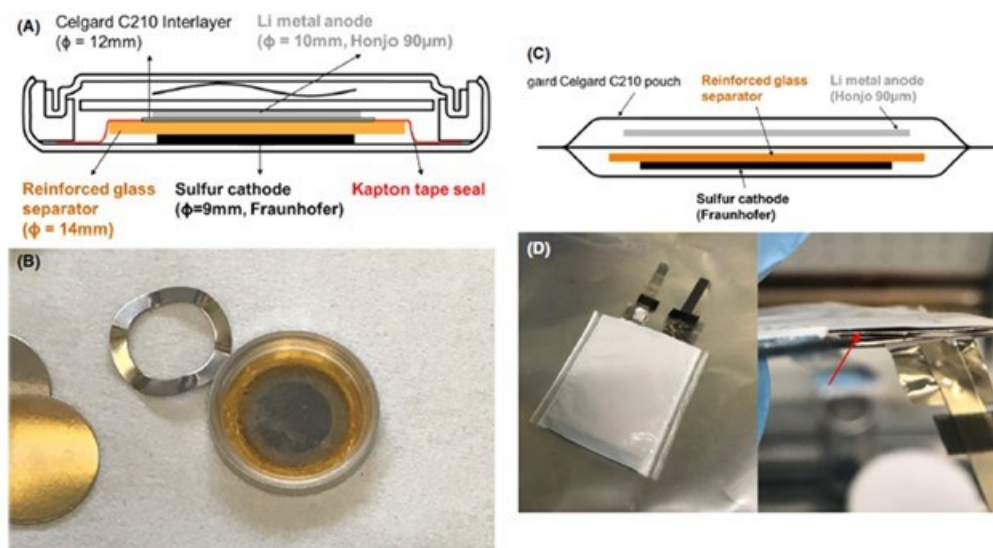 (A)
Celgard C210 Interlayer
(ϕ = 12mm)
Li metal anode
(ϕ = 10mm, Honjo 90μm)
Reinforced glass
separator
(ϕ = 14mm)
Sulfur cathode
(ϕ=9mm, Fraunhofer)
Kapton tape seal
(B)
(C)
gard Celgard C210 pouch
Reinforced glass
separator
Li metal anode
(Honjo 90μm)
Sulfur cathode
(Fraunhofer)
(D)